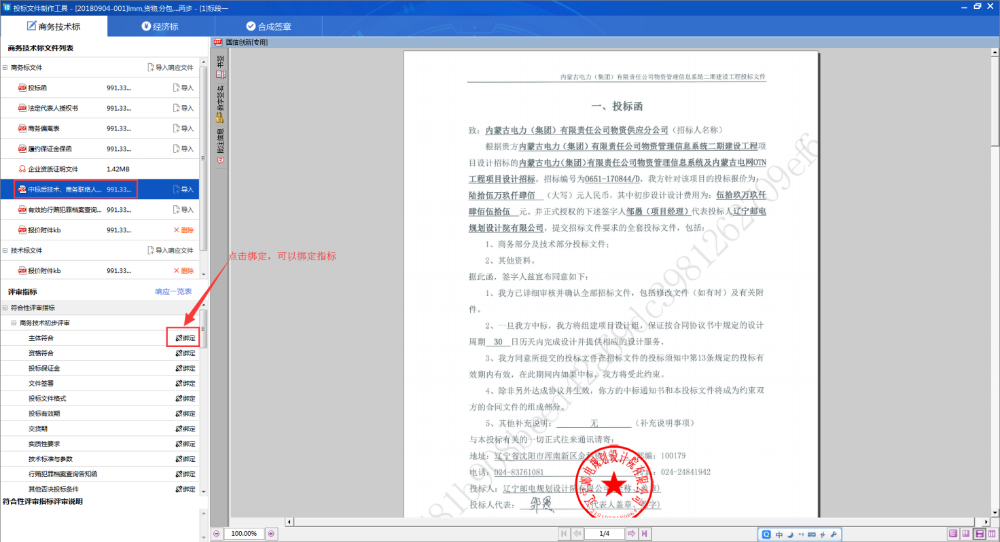 投标文件制作工具 - [20180904-001]lmm,货物,分包,...两步 - [1]标段一
商务技术标
经济标
合成签章
商务技术标文件列表
商务标文件 导入响应文件
投标函 991.33... 导入
法定代表人授权书 991.33... 导入
商务偏离表 991.33... 导入
履约保证金保函 991.33... 导入
企业资质证明文件 1.42MB
中标后技术、商务联络人... 991.33... 导入
有效的行贿犯罪档案查询... 991.33... 导入
报价附件kb 991.33... 删除
技术标文件 导入响应文件
报价附件kb 991.33... 删除
评审指标 响应一览表
符合性评审指标
商务技术初步评审
主体符合 绑定
资格符合 绑定
投标保证金 绑定
文件签署 绑定
投标文件格式 绑定
投标有效期 绑定
交货期 绑定
实质性要求 绑定
技术标准与参数 绑定
行贿犯罪档案查询告知函 绑定
其他否决投标条件 绑定
符合性评审指标评审说明
点击绑定，可以绑定指标
国信创新[专用]
书签
数字签名
批注信息
内蒙古电力（集团）有限责任公司物资管理信息系统二期建设工程投标文件
一、投标函
致：内蒙古电力（集团）有限责任公司物资供应分公司（招标人名称）
根据贵方内蒙古电力（集团）有限责任公司物资管理信息系统二期建设工程项
目设计招标的内蒙古电力（集团）有限责任公司物资管理信息系统及内蒙古电网OTN
工程项目设计招标，招标编号为0651-170844/D，我方针对该项目的投标报价为：
陆拾伍万玖仟肆佰（大写）元人民币，其中初步设计设计费用为：伍拾玖万玖仟
肆佰伍拾伍 元。并正式授权的下述签字人邹愚（项目经理）代表投标人辽宁邮电
规划设计院有限公司，提交招标文件要求的全套投标文件，包括：
1、商务部分及技术部分投标文件；
2、其他资料。
据此函，签字人兹宣布同意如下：
1、我方已详细审核并确认全部招标文件，包括修改文件（如有时）及有关附
件。
2、一旦我方中标，我方将组建项目设计组，保证按合同协议书中规定的设计
周期 30 日历天内完成设计并提供相应的设计服务。
3、我方同意所提交的投标文件在招标文件的投标须知中第13条规定的投标有
效期内有效，在此期间内如果中标，我方将受此约束。
4、除非另外达成协议并生效，你方的中标通知书和本投标文件将成为约束双
方的合同文件的组成部分。
5、其他补充说明： 无 （补充说明事项）
与本投标有关的一切正式往来通讯请寄：
地址：辽宁省沈阳市浑南新区金 邮编：100179
电话：024-83761081 传真：024-24841942
投标人：辽宁邮电规划设计院有限公司（全称、盖章）
投标人代表：邹愚（代表人盖章、签字）
辽宁邮电规划设计院有限公司
100.00%
1/4
中